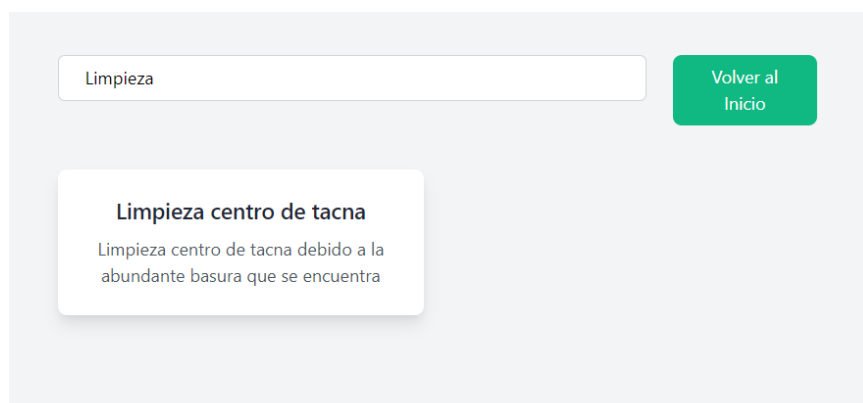 Limpieza
Volver al
Inicio
Limpieza centro de tacna
Limpieza centro de tacna debido a la
abundante basura que se encuentra